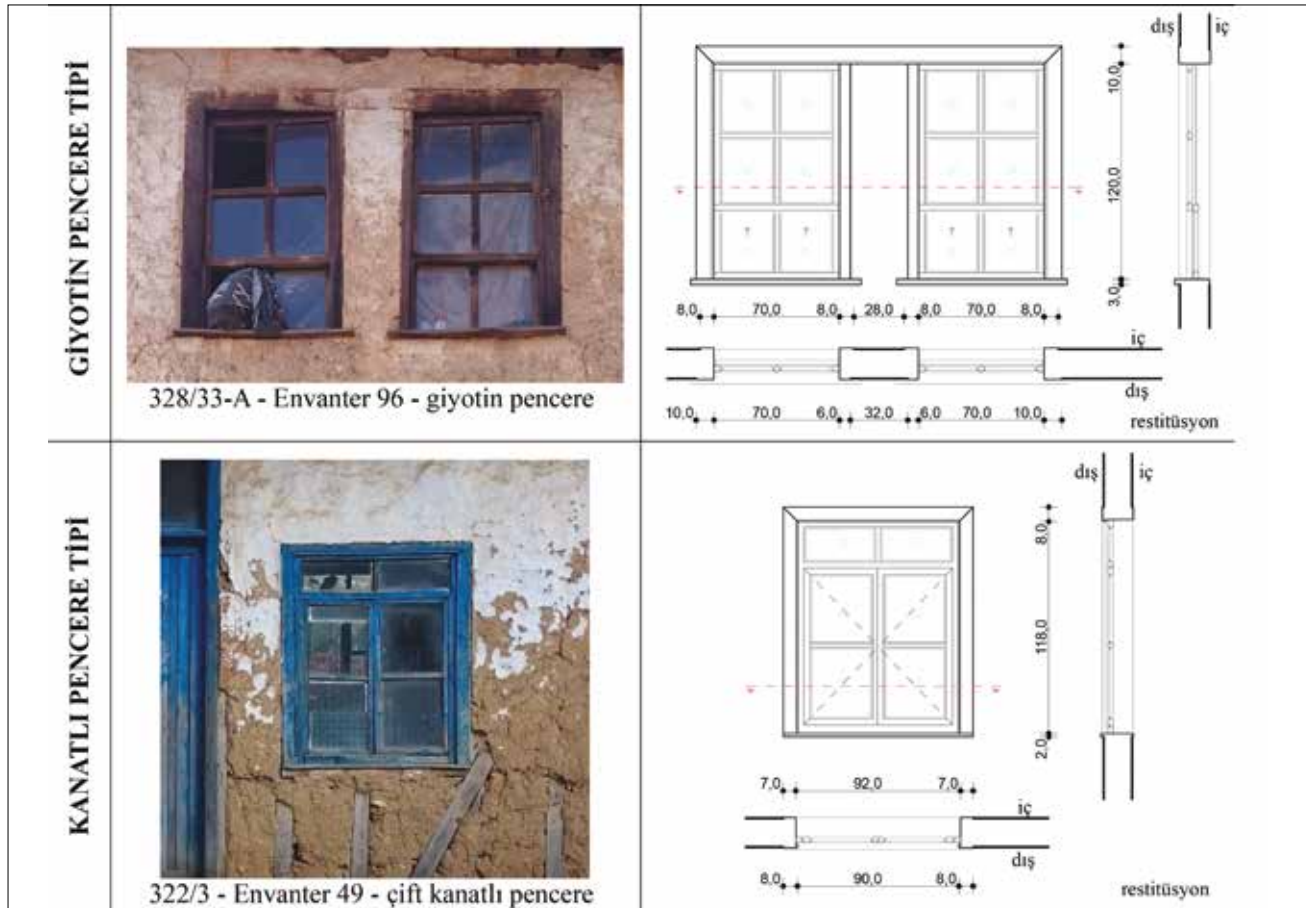 GİYOTİN PENCERE TİPİ
328/33-A - Envanter 96 - giyotin pencere
dış iç
10,0
120,0
3,0
8,0 70,0 8,0 28,0 8,0 70,0 8,0
iç
dış
10,0 70,0 6,0 32,0 6,0 70,0 10,0
restitüsyon
KANATLI PENCERE TİPİ
322/3 - Envanter 49 - çift kanatlı pencere
dış iç
8,0
118,0
2,0
7,0 92,0 7,0
iç
dış
8,0 90,0 8,0
restitüsyon